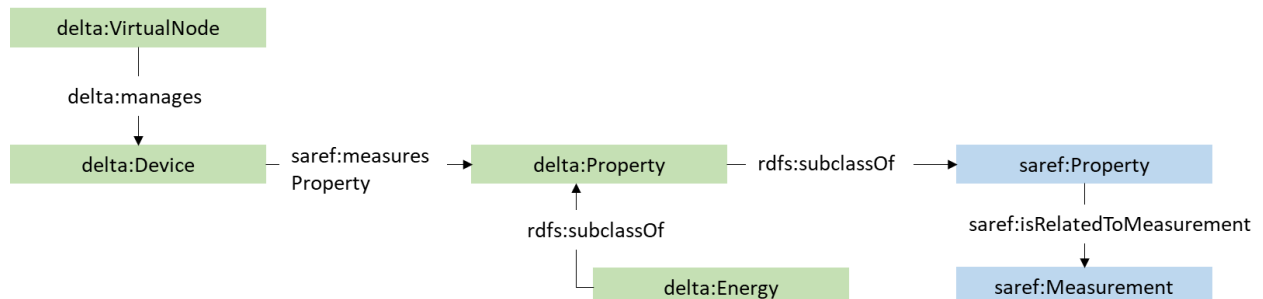 delta:VirtualNode
delta:manages
delta:Device
saref:measures
Property
delta:Property
rdfs:subclassOf
saref:Property
rdfs:subclassOf
saref:isRelatedToMeasurement
delta:Energy
saref:Measurement